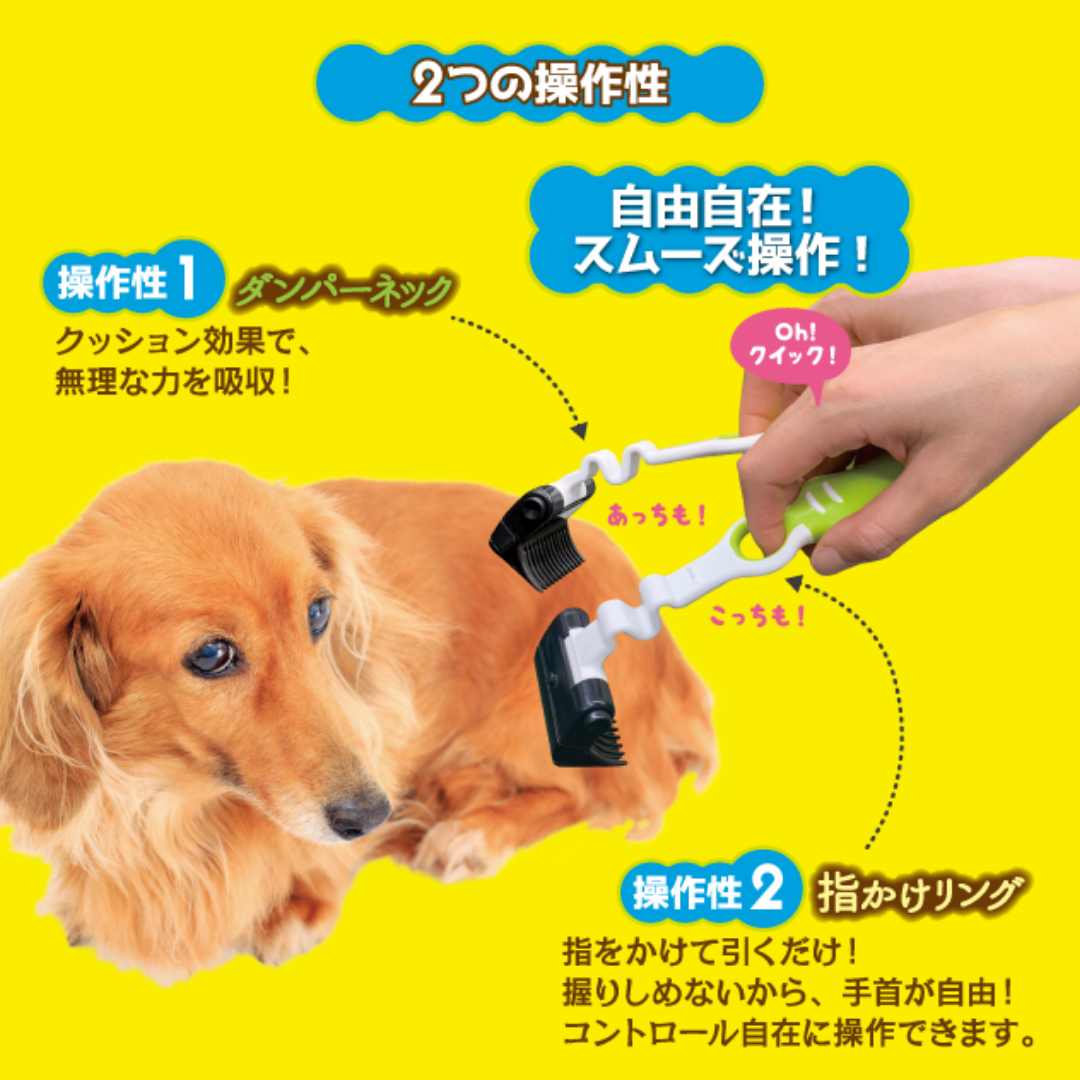 2つの操作性
自由自在!
スムーズ操作!
操作性1 ダンパーネック
クッション効果で、
無理な力を吸収!
Oh!
クイック!
あっちも!
こっちも!
操作性2 指かけリング
指をかけて引くだけ!
握りしめないから、手首が自由!
コントロール自在に操作できます。